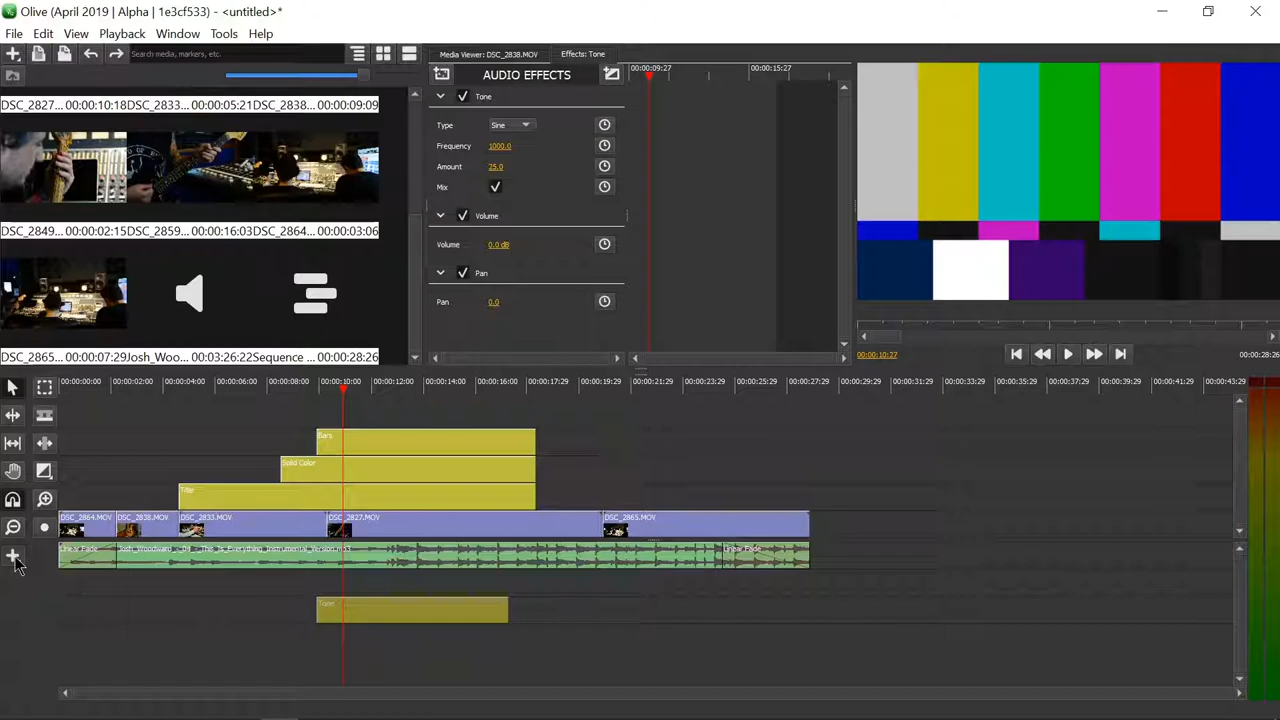 Olive (April 2019 | Alpha | 1e3cf533) - <untitled>*
File Edit View Playback Window Tools Help
Search media, markers, etc.
Media Viewer: DSC_2838.MOV Effects: Tone
AUDIO EFFECTS
00:00:09:27 00:00:15:27
DSC_2827... 00:00:10:18 DSC_2833... 00:00:05:21 DSC_2838... 00:00:09:09
Tone
Type Sine
Frequency 1000.0
Amount 25.0
Mix
Volume
DSC_2849... 00:00:02:15 DSC_2859... 00:00:16:03 DSC_2864... 00:00:03:06
Volume 0.0 dB
Pan
Pan 0.0
DSC_2865... 00:00:07:29 Josh_Woo... 00:03:26:22 Sequence 00:00:28:26
00:00:10:27 00:00:28:26
00:00:00:00 00:00:02:00 00:00:04:00 00:00:06:00 00:00:08:00 00:00:10:00 00:00:12:00 00:00:14:00 00:00:16:00 00:00:17:29 00:00:19:29 00:00:21:29 00:00:23:29 00:00:25:29 00:00:27:29 00:00:29:29 00:00:31:29 00:00:33:29 00:00:35:29 00:00:37:29 00:00:39:29 00:00:41:29 00:00:43:29
Bars
Solid Color
Title
DSC_2864.MOV DSC_2838.MOV DSC_2833.MOV DSC_2827.MOV DSC_2865.MOV
Linear Fade Linear Fade
Tone